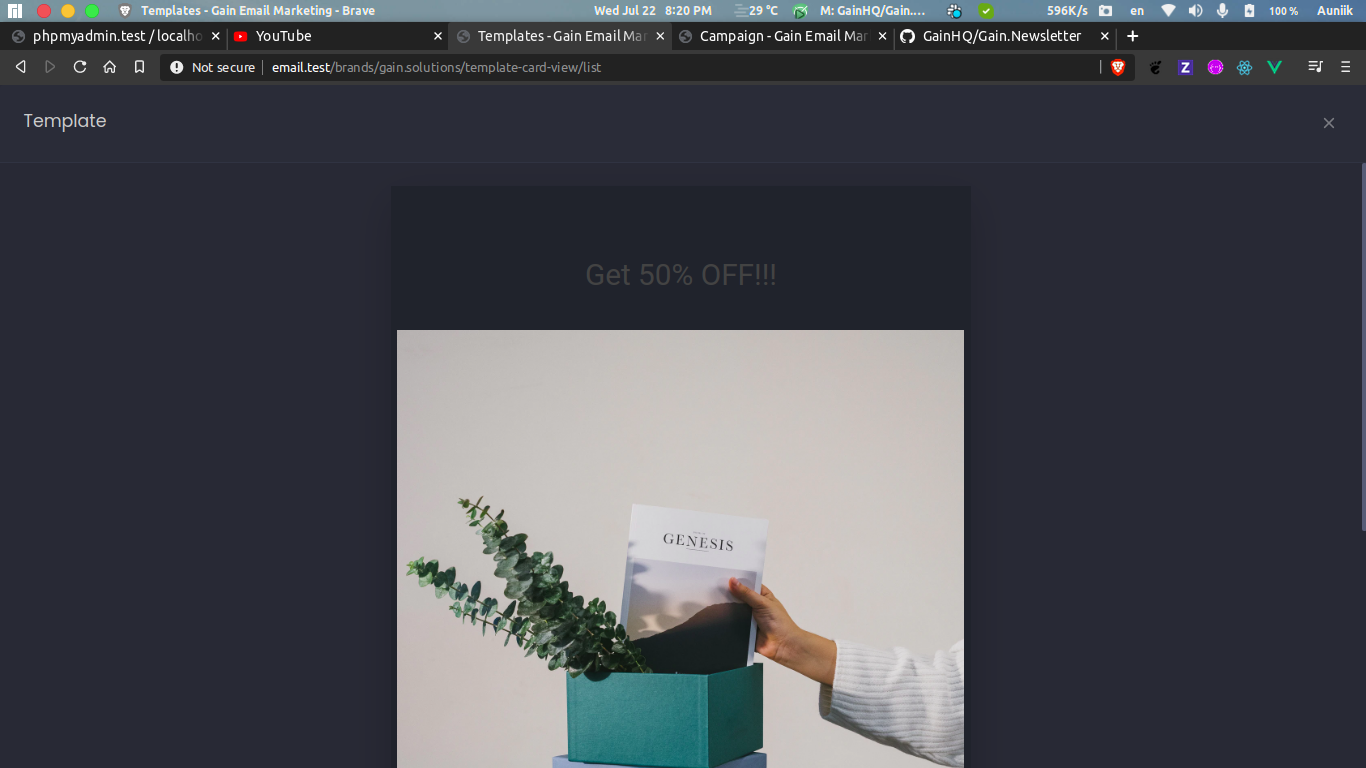 Templates - Gain Email Marketing - Brave
Wed Jul 22 8:20 PM
29 °C
M: GainHQ/Gain....
596K/s
en
100 %
Auniik
phpmyadmin.test / localho
YouTube
Templates - Gain Email Mar
Campaign - Gain Email Mar
GainHQ/Gain.Newsletter
Not secure
email.test/brands/gain.solutions/template-card-view/list
Template
Get 50% OFF!!!
GENESIS